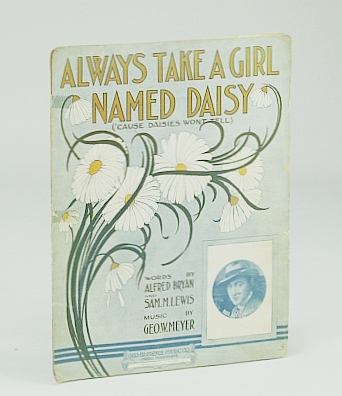 ALWAYS TAKE A GIRL
NAMED DAISY
('CAUSE DAISIES WON'T TELL)
WORDS BY
ALFRED BRYAN
AND
SAM. M. LEWIS
MUSIC BY
GEO. W. MEYER